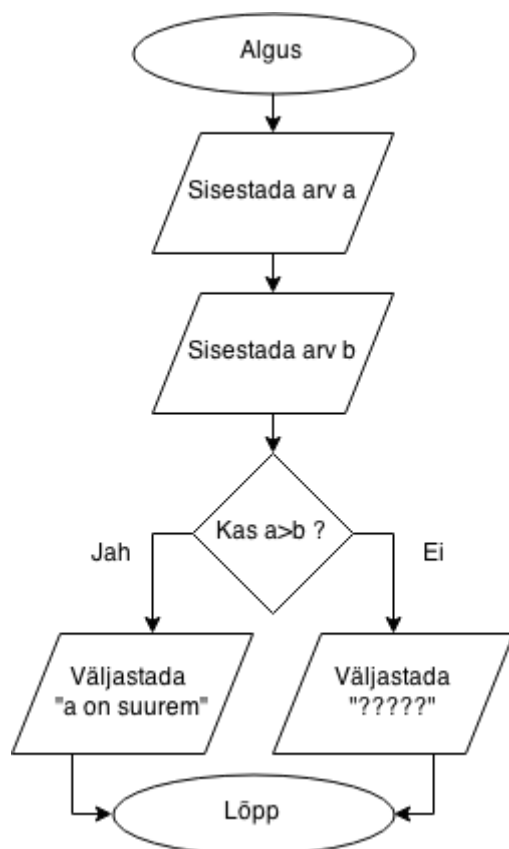 Algus
Sisestada arv a
Sisestada arv b
Kas a>b ?
Jah
Ei
Väljastada
"a on suurem"
Väljastada
"?????"
Lõpp